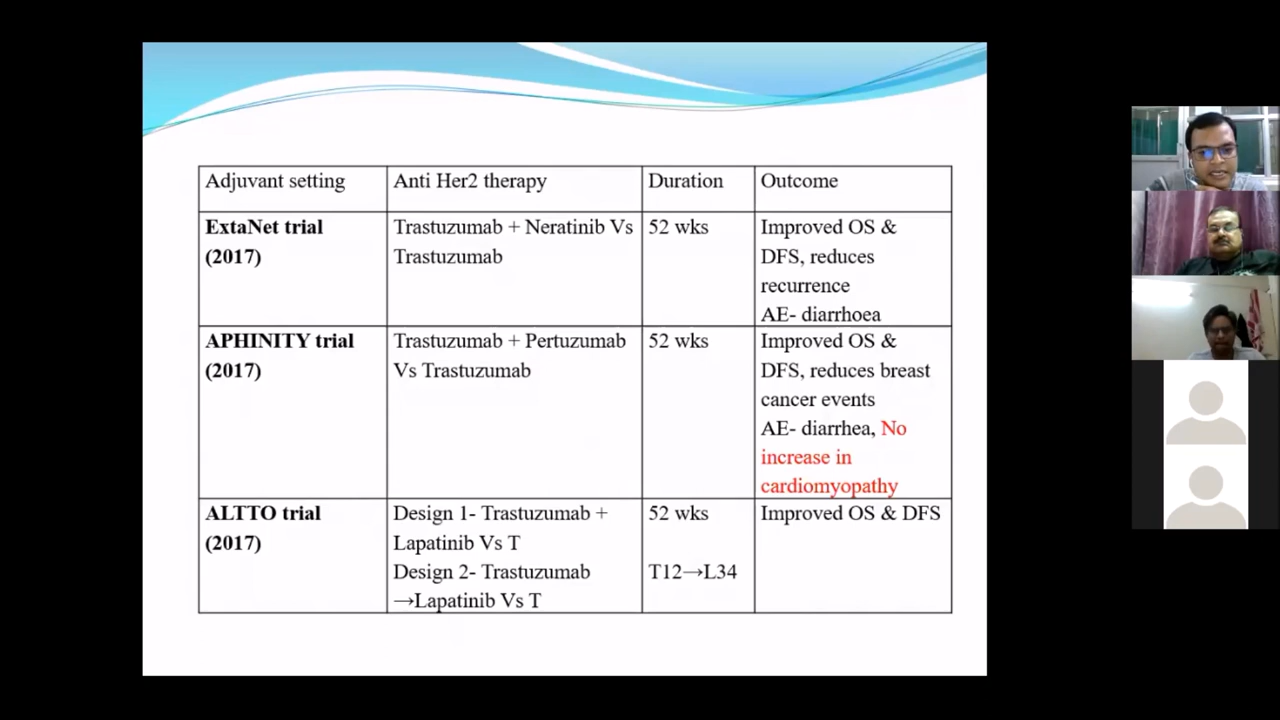 Adjuvant setting
Anti Her2 therapy
Duration
Outcome
ExtaNet trial
(2017)
Trastuzumab + Neratinib Vs
Trastuzumab
52 wks
Improved OS &
DFS, reduces
recurrence
AE- diarrhoea
APHINITY trial
(2017)
Trastuzumab + Pertuzumab
Vs Trastuzumab
52 wks
Improved OS &
DFS, reduces breast
cancer events
AE- diarrhea, No
increase in
cardiomyopathy
ALTTO trial
(2017)
Design 1- Trastuzumab +
Lapatinib Vs T
Design 2- Trastuzumab
→Lapatinib Vs T
52 wks
T12→L34
Improved OS & DFS